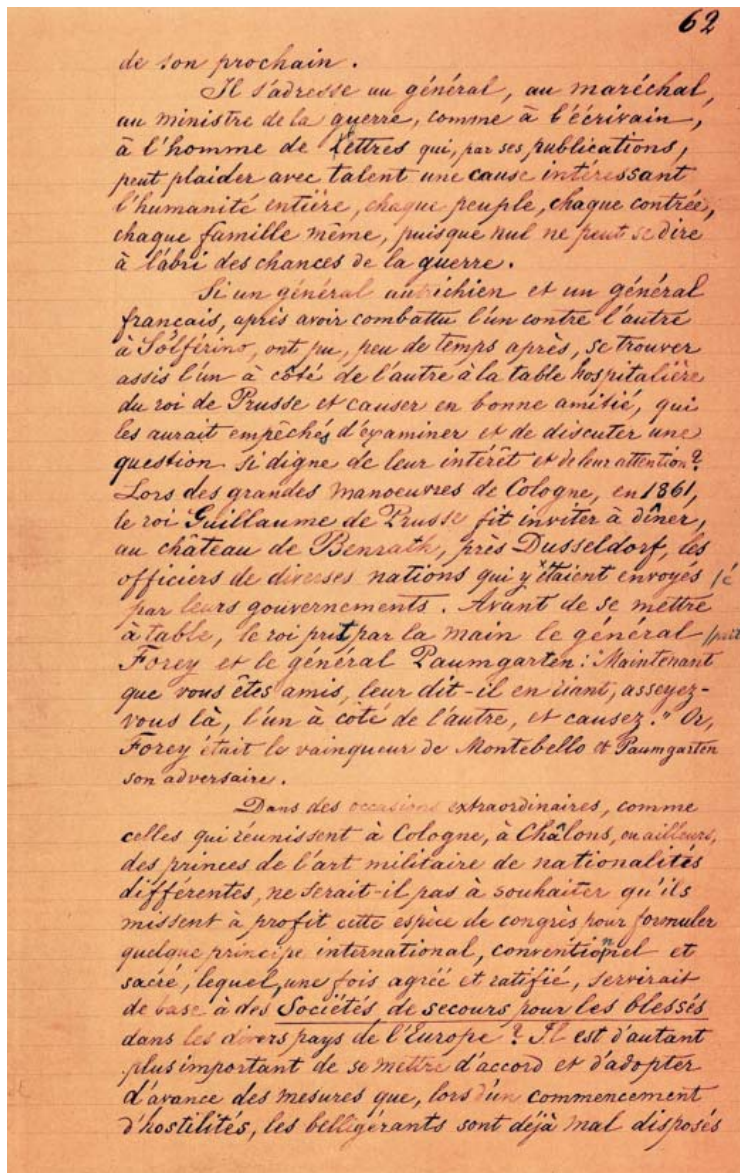 62
de son prochain.
Il s'adresse au général, au maréchal,
au ministre de la guerre, comme à l'écrivain,
à l'homme de lettres qui, par ses publications,
peut plaider avec talent une cause intéressant
l'humanité entière, chaque peuple, chaque contrée,
chaque famille même, puisque nul ne peut se dire
à l'abri des chances de la guerre.
Si un général autrichien et un général
français, après avoir combattu l'un contre l'autre
à Solférino, ont pu, peu de temps après, se trouver
assis l'un à côté de l'autre à la table hospitalière
du roi de Prusse et causer en bonne amitié, qui
les aurait empêchés d'examiner et de discuter une
question si digne de leur intérêt et de leur attention?
Lors des grandes manoeuvres de Cologne, en 1861,
le roi Guillaume de Prusse fit inviter à dîner,
au château de Benrath, près Dusseldorf, les
officiers de diverses nations qui y étaient envoyés /é
par leurs gouvernements. Avant de se mettre
à table, le roi prit par la main le général
Forey et le général Paumgarten: "Maintenant
que vous êtes amis, leur dit-il en riant, asseyez-
vous là, l'un à côté de l'autre, et causez." Or,
Forey était le vainqueur de Montebello et Paumgarten
son adversaire.
Dans des occasions extraordinaires, comme
celles qui réunissent à Cologne, à Châlons, ou ailleurs,
des princes de l'art militaire de nationalités
différentes, ne serait-il pas à souhaiter qu'ils
missent à profit cette espèce de congrès pour formuler
quelque principe international, conventionnel et
sacré, lequel, une fois agréé et ratifié, servirait
de base à des Sociétés de secours pour les blessés
dans les divers pays de l'Europe? Il est d'autant
plus important de se mettre d'accord et d'adopter
d'avance des mesures que, lors d'un commencement
d'hostilités, les belligérants sont déjà mal disposés